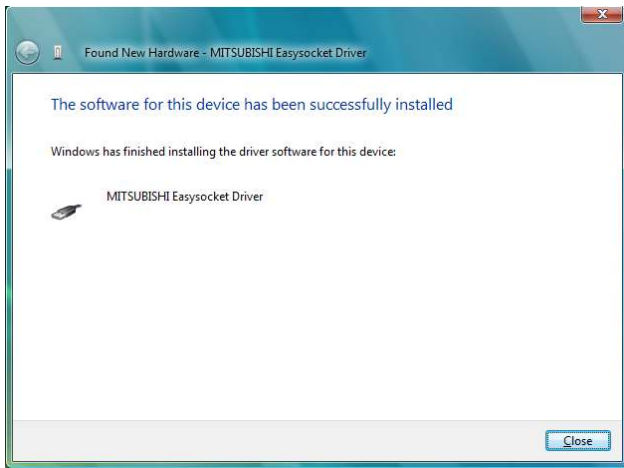 Found New Hardware - MITSUBISHI Easysocket Driver
The software for this device has been successfully installed
Windows has finished installing the driver software for this device:
MITSUBISHI Easysocket Driver
Close